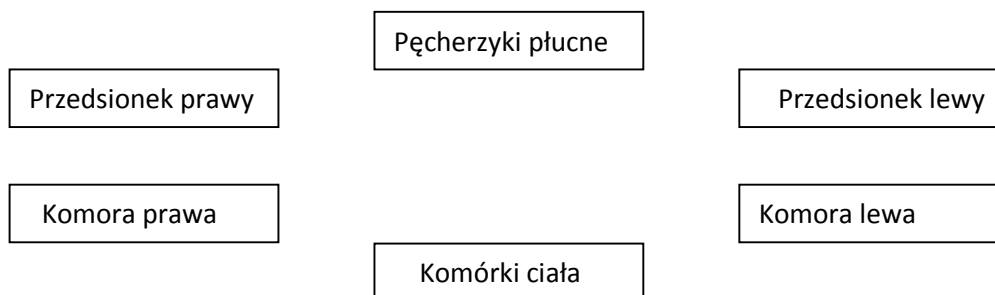 Pęcherzyki płucne
Przedsionek prawy
Przedsionek lewy
Komora prawa
Komora lewa
Komórki ciała